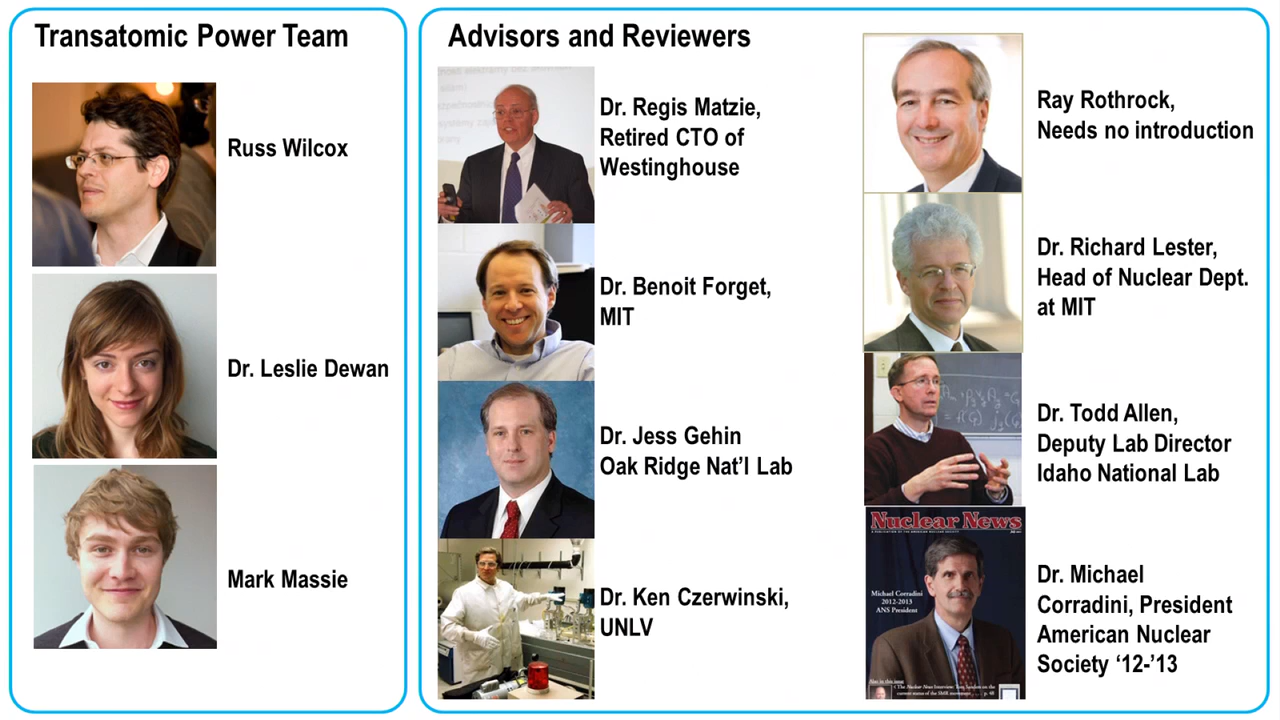 Transatomic Power Team
Russ Wilcox
Dr. Leslie Dewan
Mark Massie
Advisors and Reviewers
Dr. Regis Matzie,
Retired CTO of
Westinghouse
Dr. Benoit Forget,
MIT
Dr. Jess Gehin
Oak Ridge Nat’l Lab
Dr. Ken Czerwinski,
UNLV
Ray Rothrock,
Needs no introduction
Dr. Richard Lester,
Head of Nuclear Dept.
at MIT
Dr. Todd Allen,
Deputy Lab Director
Idaho National Lab
Nuclear News
Michael Corradini
2012-2013
ANS President
Dr. Michael
Corradini, President
American Nuclear
Society ‘12-’13